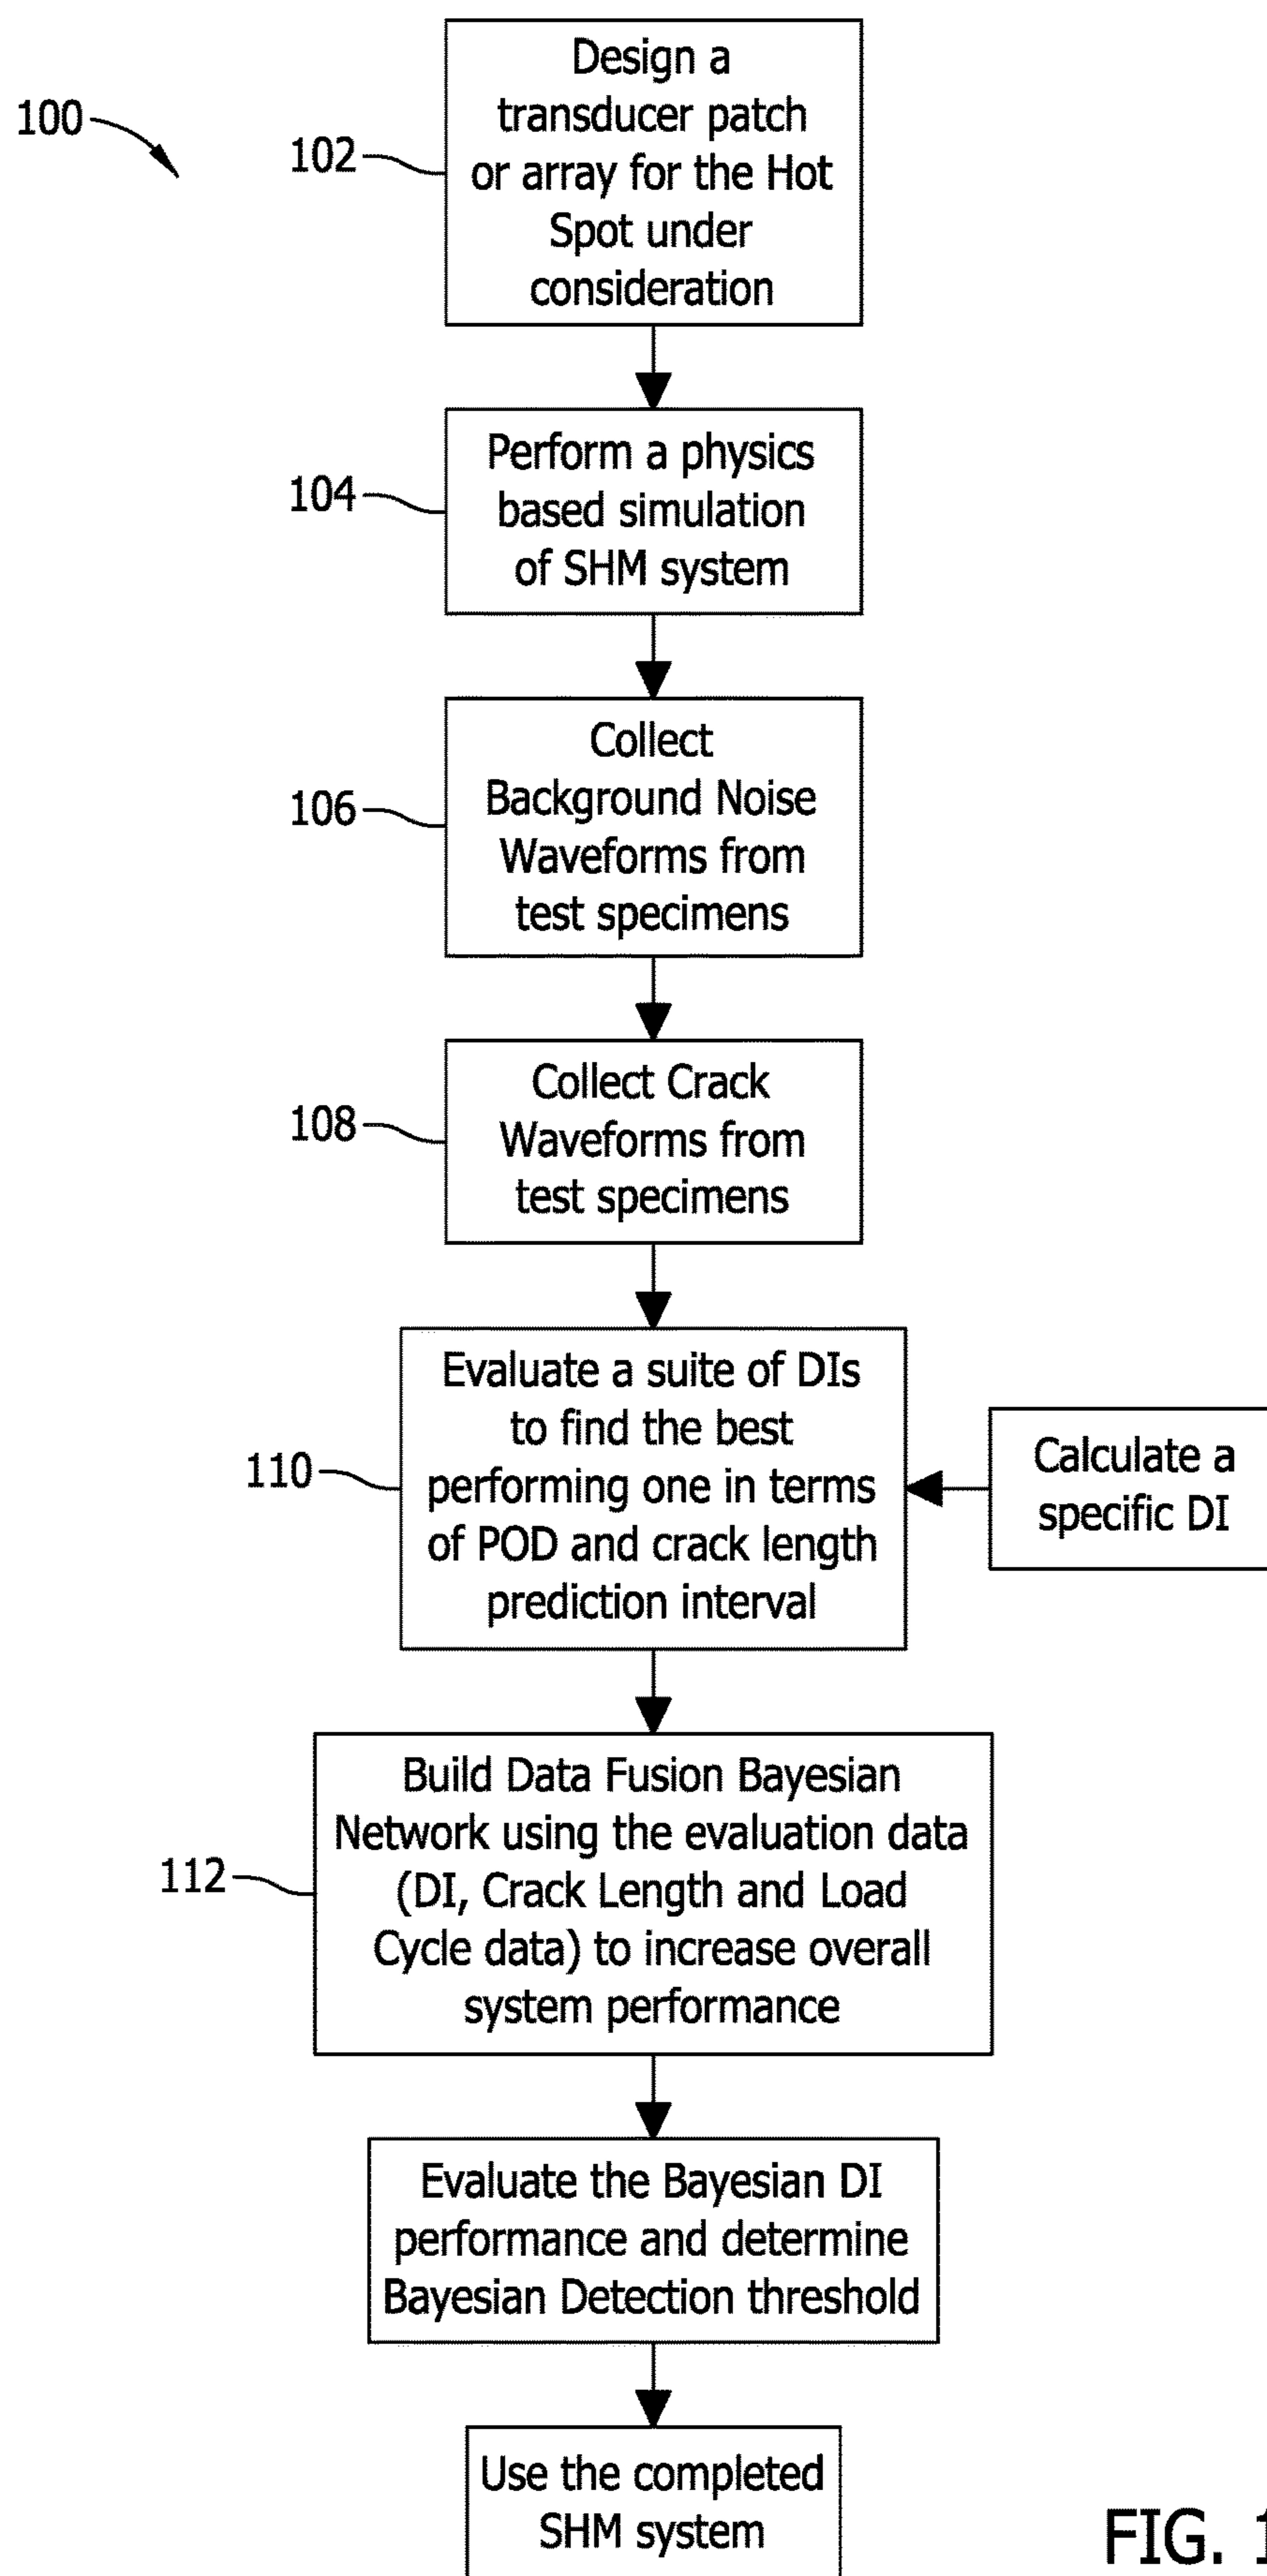 100
102
Design a
transducer patch
or array for the Hot
Spot under
consideration
104
Perform a physics
based simulation
of SHM system
106
Collect
Background Noise
Waveforms from
test specimens
108
Collect Crack
Waveforms from
test specimens
110
Evaluate a suite of DIs
to find the best
performing one in terms
of POD and crack length
prediction interval
Calculate a
specific DI
112
Build Data Fusion Bayesian
Network using the evaluation data
(DI, Crack Length and Load
Cycle data) to increase overall
system performance
Evaluate the Bayesian DI
performance and determine
Bayesian Detection threshold
Use the completed
SHM system
FIG. 1